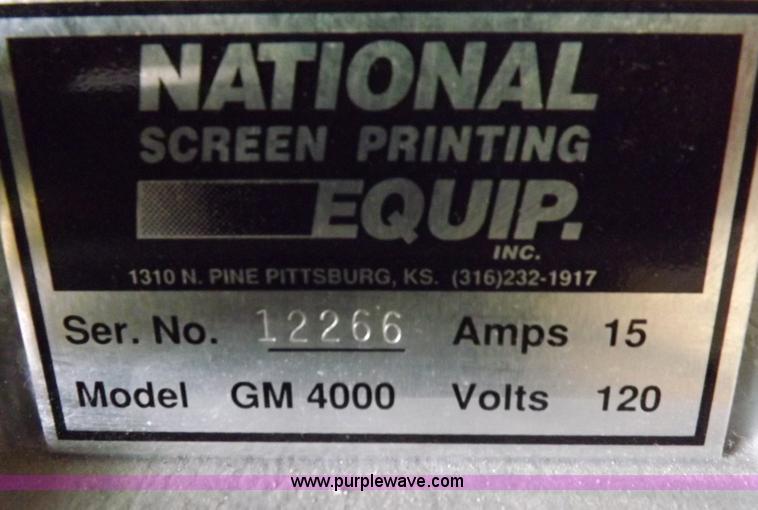 NATIONAL
SCREEN PRINTING
EQUIP.
INC.
1310 N. PINE PITTSBURG, KS. (316)232-1917
Ser. No. 12266 Amps 15
Model GM 4000 Volts 120
www.purplewave.com